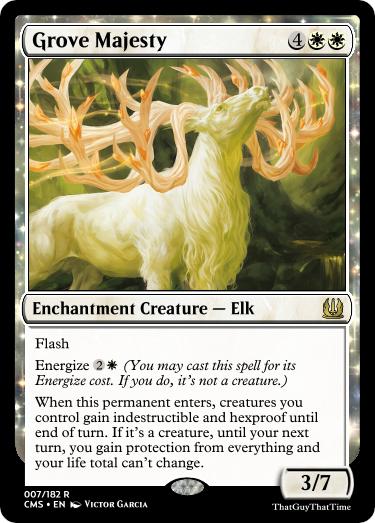 Grove Majesty 4
Enchantment Creature — Elk
Flash
Energize 2 (You may cast this spell for its
Energize cost. If you do, it's not a creature.)
When this permanent enters, creatures you
control gain indestructible and hexproof until
end of turn. If it's a creature, until your next
turn, you gain protection from everything and
your life total can't change.
3/7
007/182 R
CMS • EN Victor Garcia
ThatGuyThatTime